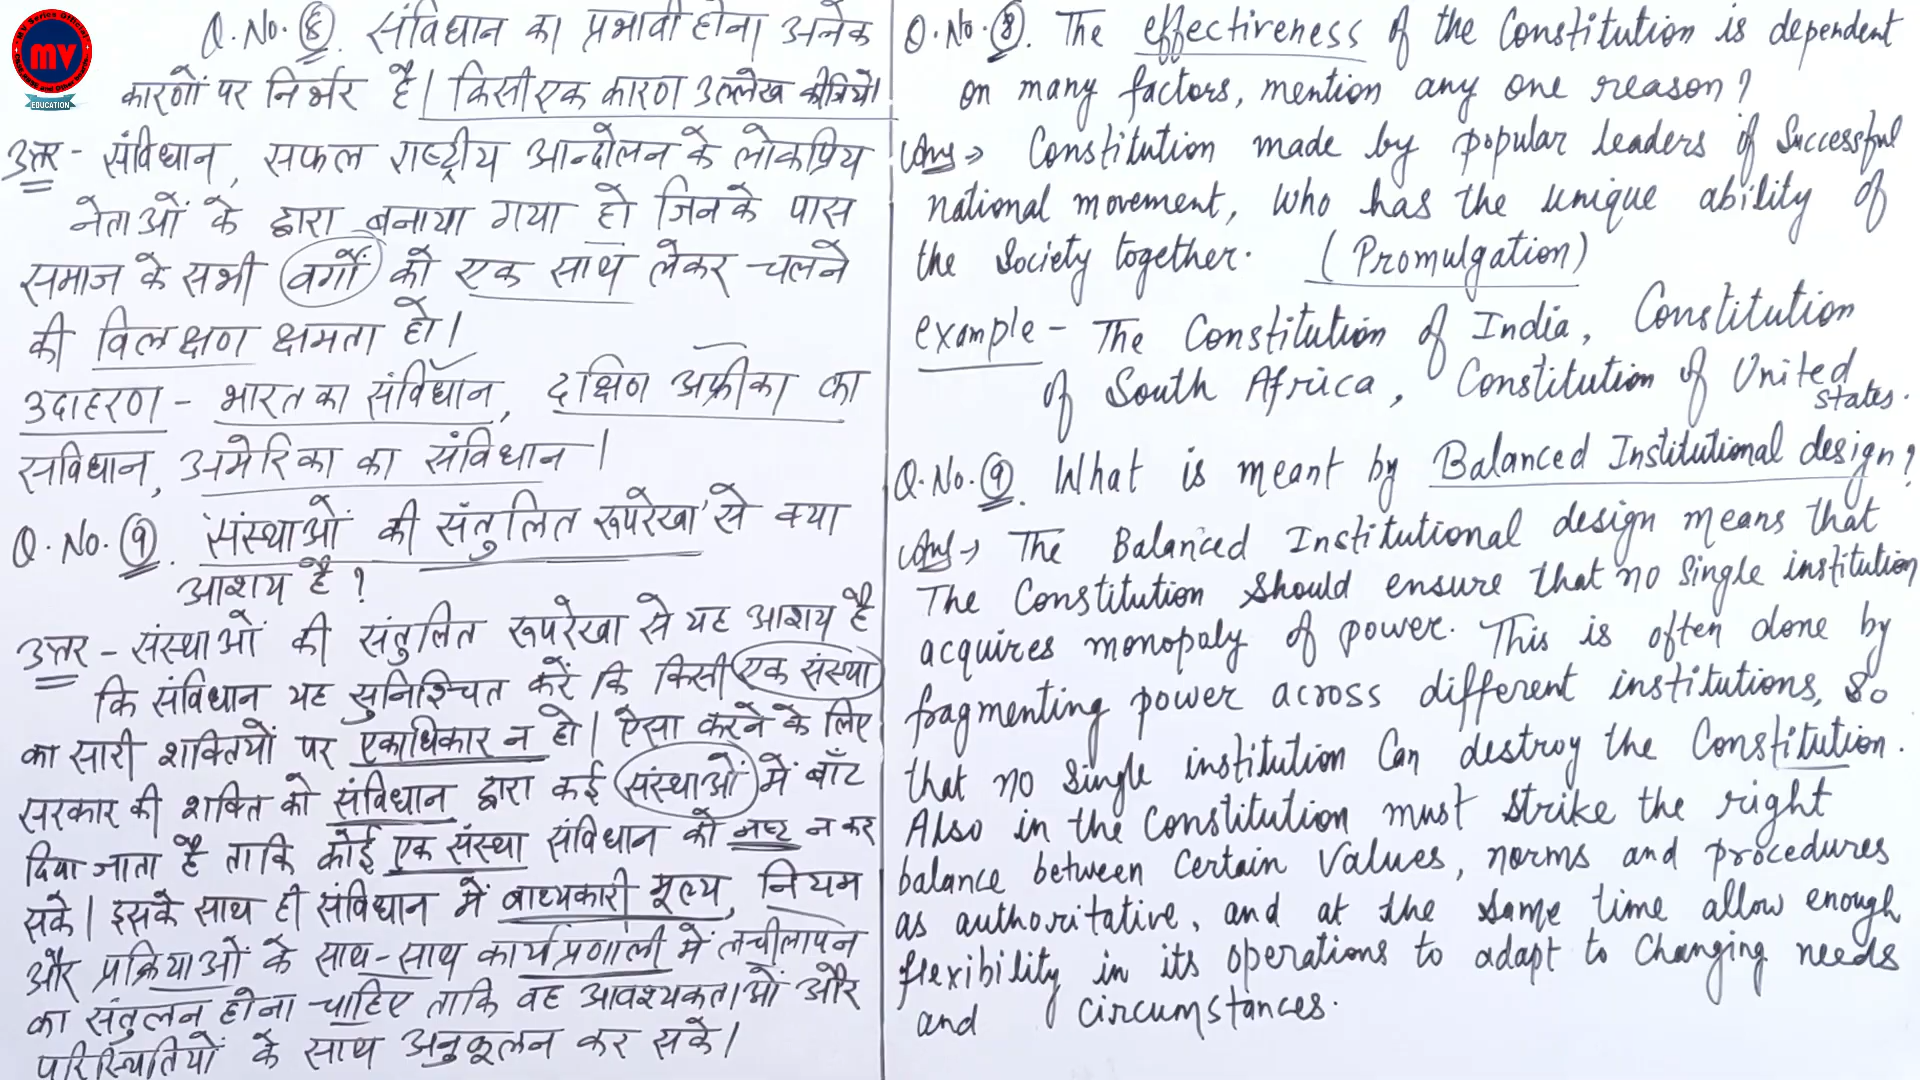 MV Series Official
mv
EDUCATION
Q. No. (8). संविधान का प्रभावी होना अनेक
कारणों पर निर्भर है। किसी एक कारण उल्लेख कीजिये।
उत्तर - संविधान, सफल राष्ट्रीय आन्दोलन के लोकप्रिय
नेताओं के द्वारा बनाया गया हो जिनके पास
समाज के सभी वर्गों को एक साथ लेकर चलने
की विलक्षण क्षमता हो।
उदाहरण - भारत का संविधान, दक्षिण अफ्रीका का
सविधान, अमेरिका का संविधान।
Q. No. (9). 'संस्थाओं की संतुलित रूपरेखा' से क्या
आशय है ?
उत्तर - संस्थाओं की संतुलित रूपरेखा से यह आशय है
कि संविधान यह सुनिश्चित करें कि किसी एक संस्था
का सारी शक्तियों पर एकाधिकार न हो। ऐसा करने के लिए
सरकार की शक्ति को संविधान द्वारा कई संस्थाओं में बाँट
दिया जाता है ताकि कोई एक संस्था संविधान को नष्ट न कर
सके। इसके साथ ही संविधान में बाध्यकारी मूल्य, नियम
और प्रक्रियाओं के साथ-साथ कार्यप्रणाली में लचीलापन
का संतुलन होना चाहिए ताकि वह आवश्यकताओं और
परिस्थितियों के साथ अनुकूलन कर सके।
Q. No. (8). The effectiveness of the Constitution is dependent
on many factors, mention any one reason?
Ans → Constitution made by popular leaders of Successful
national movement, who has the unique ability of
the Society together. (Promulgation)
example - The Constitution of India, Constitution
of South Africa, Constitution of United
States.
Q. No. (9). What is meant by Balanced Institutional design?
Ans → The Balanced Institutional design means that
The Constitution should ensure that no single institution
acquires monopaly of power. This is often done by
fragmenting power across different institutions, so
that no single institution Can destroy the Constitution.
Also in the Constitution must strike the right
balance between certain values, norms and procedures
as authoritative, and at the same time allow enough
flexibility in its operations to adapt to Changing needs
and circumstances.